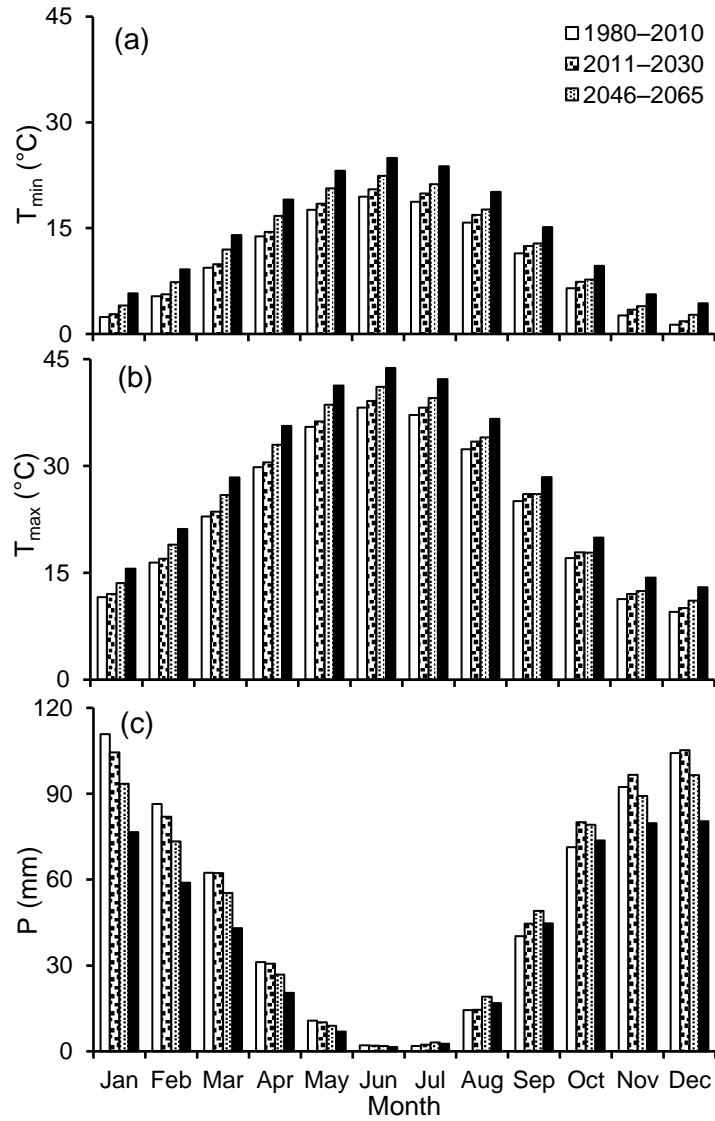 45
(a)
1980–2010
2011–2030
2046–2065
30
15
0
Tmin (°C)
45
(b)
30
15
0
Tmax (°C)
120
(c)
90
60
30
0
P (mm)
Jan Feb Mar Apr May Jun Jul Aug Sep Oct Nov Dec
Month